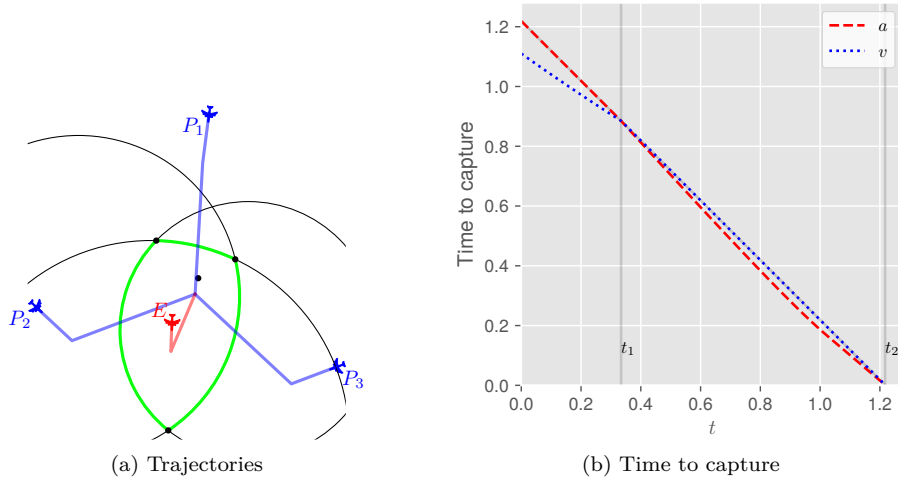 P₁
P₂
E
P₃
(a) Trajectories
a
v
Time to capture
1.2
1.0
0.8
0.6
0.4
0.2
0.0
t₁
t₂
0.0 0.2 0.4 0.6 0.8 1.0 1.2
t
(b) Time to capture